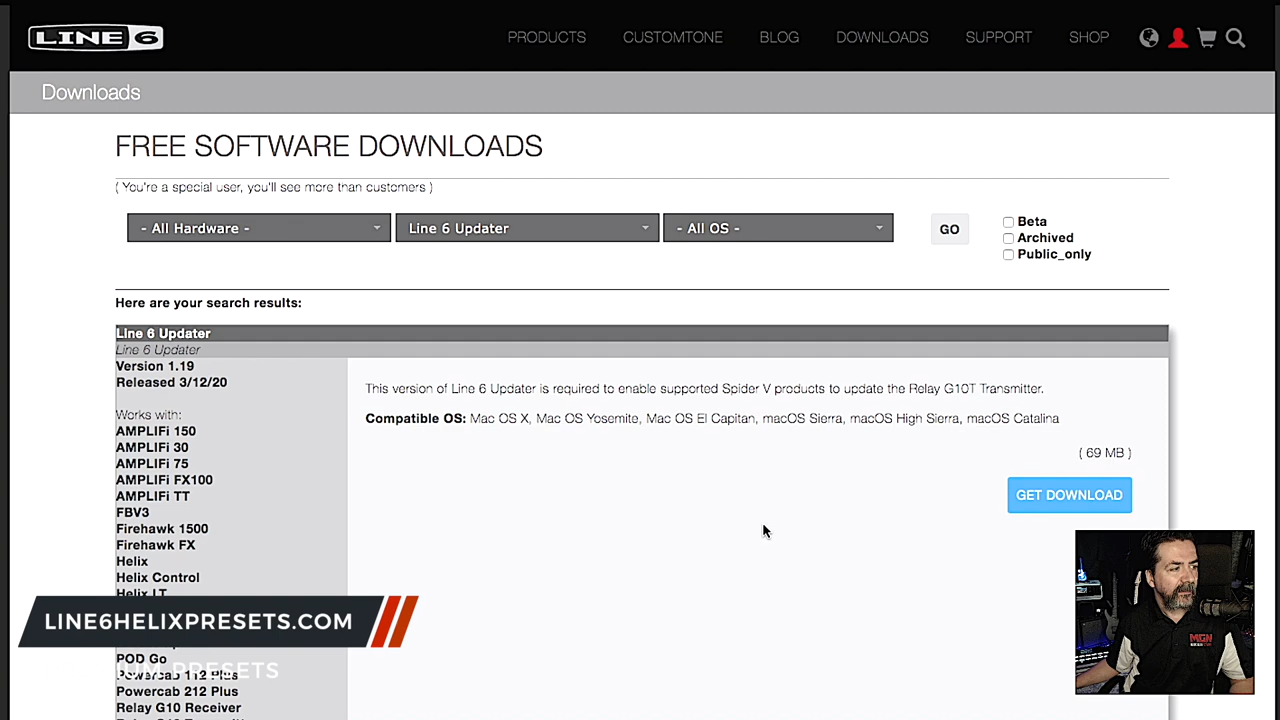 LINE 6
PRODUCTS CUSTOMTONE BLOG DOWNLOADS SUPPORT SHOP
Downloads
FREE SOFTWARE DOWNLOADS
( You're a special user, you'll see more than customers )
- All Hardware - Line 6 Updater - All OS - GO
Beta
Archived
Public_only
Here are your search results:
Line 6 Updater
Line 6 Updater
Version 1.19
Released 3/12/20
Works with:
AMPLIFi 150
AMPLIFi 30
AMPLIFi 75
AMPLIFi FX100
AMPLIFi TT
FBV3
Firehawk 1500
Firehawk FX
Helix
Helix Control
Helix LT
POD Go
Powercab 112 Plus
Powercab 212 Plus
Relay G10 Receiver
This version of Line 6 Updater is required to enable supported Spider V products to update the Relay G10T Transmitter.
Compatible OS: Mac OS X, Mac OS Yosemite, Mac OS El Capitan, macOS Sierra, macOS High Sierra, macOS Catalina
( 69 MB )
GET DOWNLOAD
LINE6HELIXPRESETS.COM
PRESETS
MGN